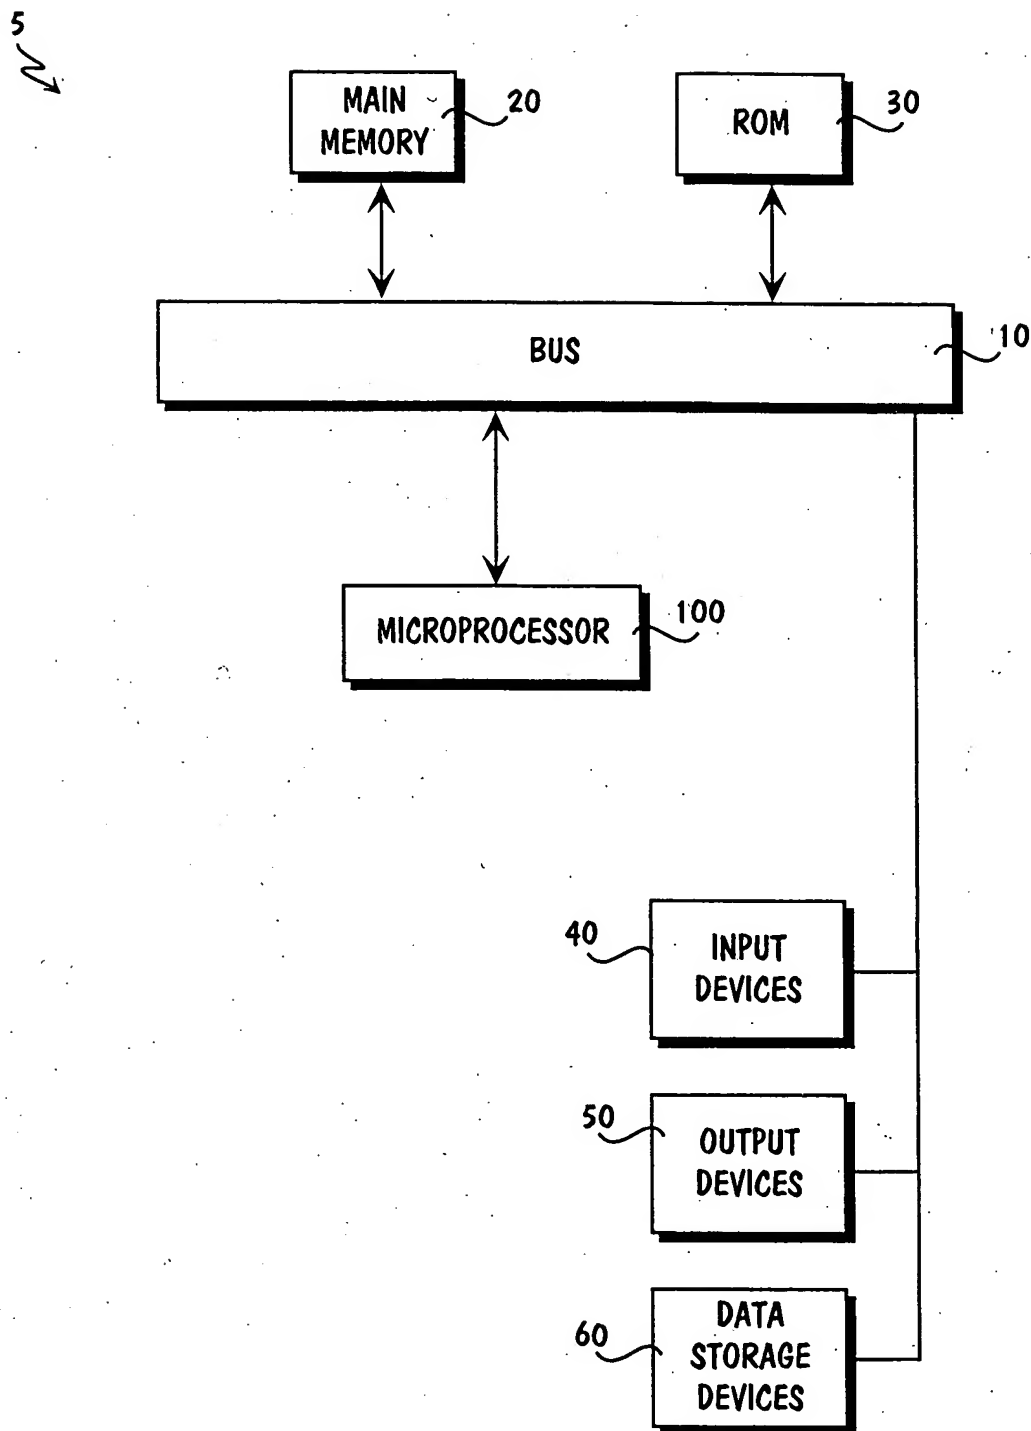 5
MAIN
MEMORY
20
ROM
30
BUS
10
MICROPROCESSOR
100
40
INPUT
DEVICES
50
OUTPUT
DEVICES
60
DATA
STORAGE
DEVICES